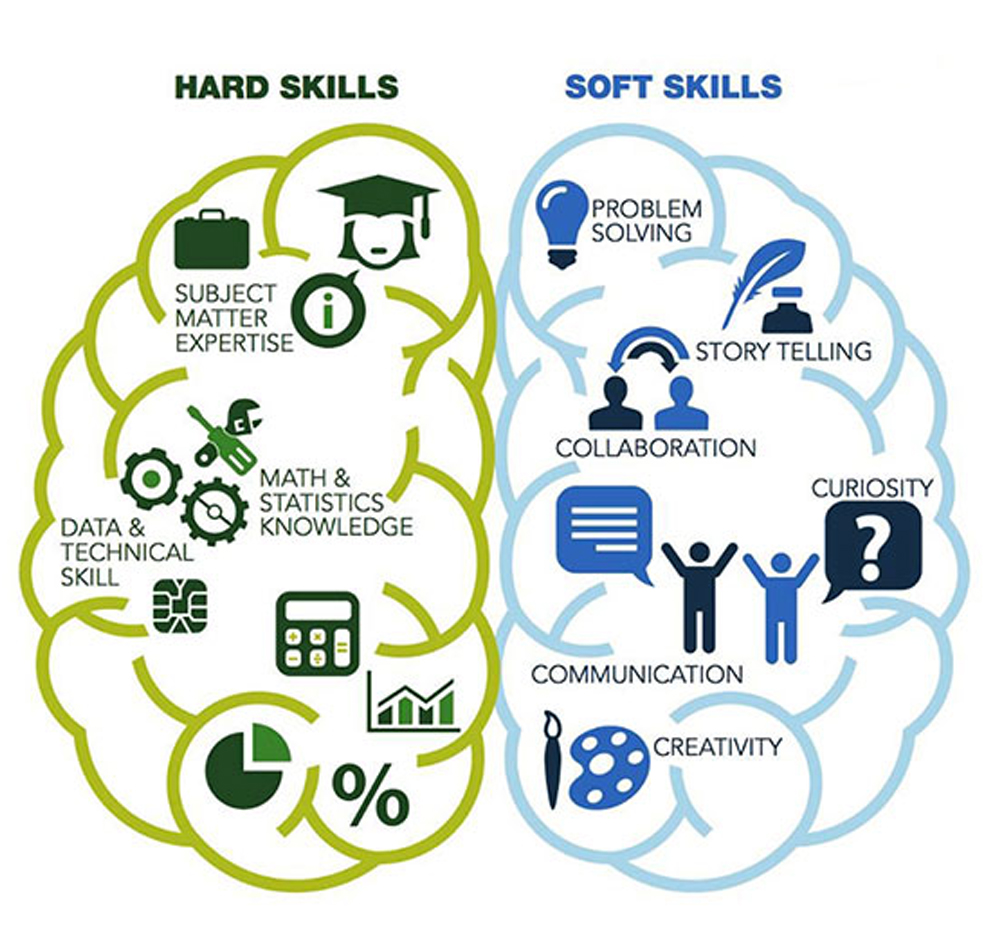 HARD SKILLS
SOFT SKILLS
SUBJECT
MATTER
EXPERTISE
i
MATH &
STATISTICS
KNOWLEDGE
DATA &
TECHNICAL
SKILL
+ ×
− ÷ =
%
PROBLEM
SOLVING
STORY TELLING
COLLABORATION
CURIOSITY
?
COMMUNICATION
CREATIVITY